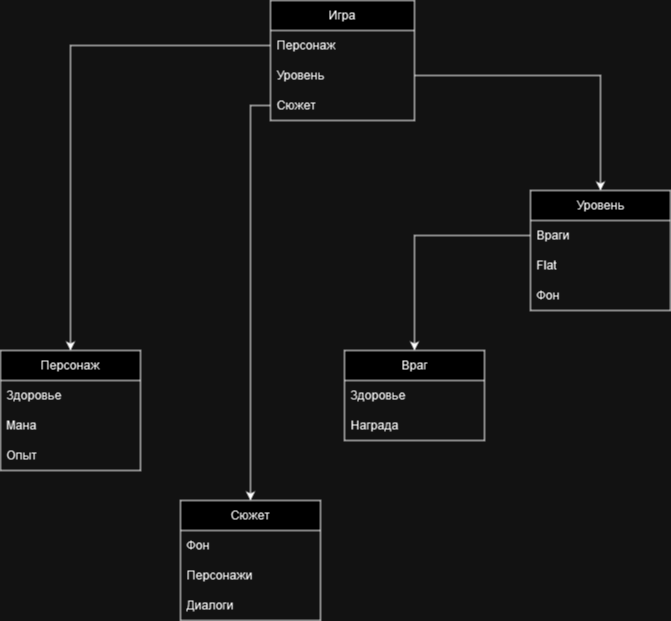 Игра
Персонаж
Уровень
Сюжет
Уровень
Враги
Flat
Фон
Персонаж
Здоровье
Мана
Опыт
Враг
Здоровье
Награда
Сюжет
Фон
Персонажи
Диалоги